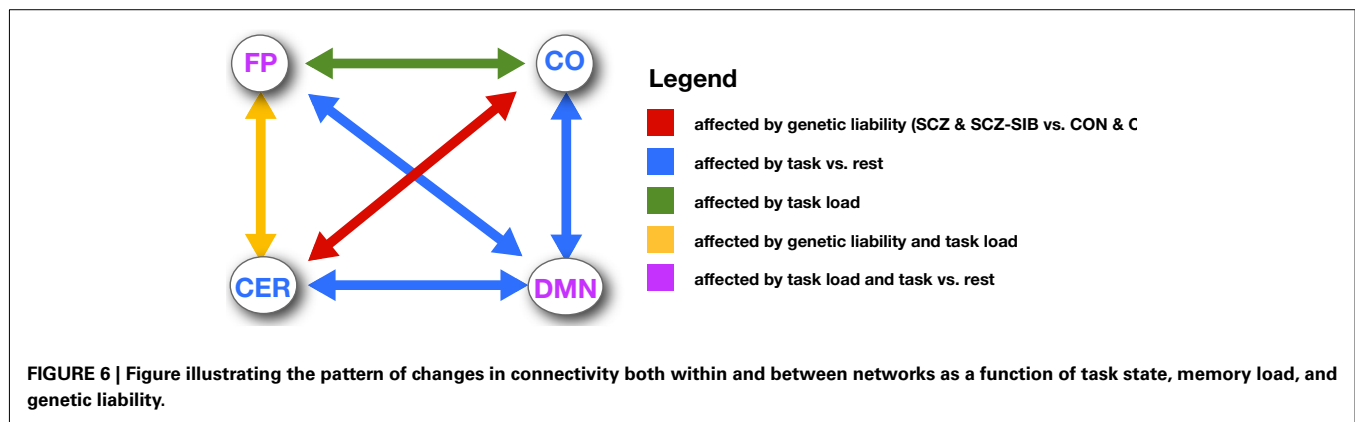 FP
CO
CER
DMN
Legend
affected by genetic liability (SCZ & SCZ-SIB vs. CON &
affected by task vs. rest
affected by task load
affected by genetic liability and task load
affected by task load and task vs. rest
FIGURE 6 | Figure illustrating the pattern of changes in connectivity both within and between networks as a function of task state, memory load, and
genetic liability.